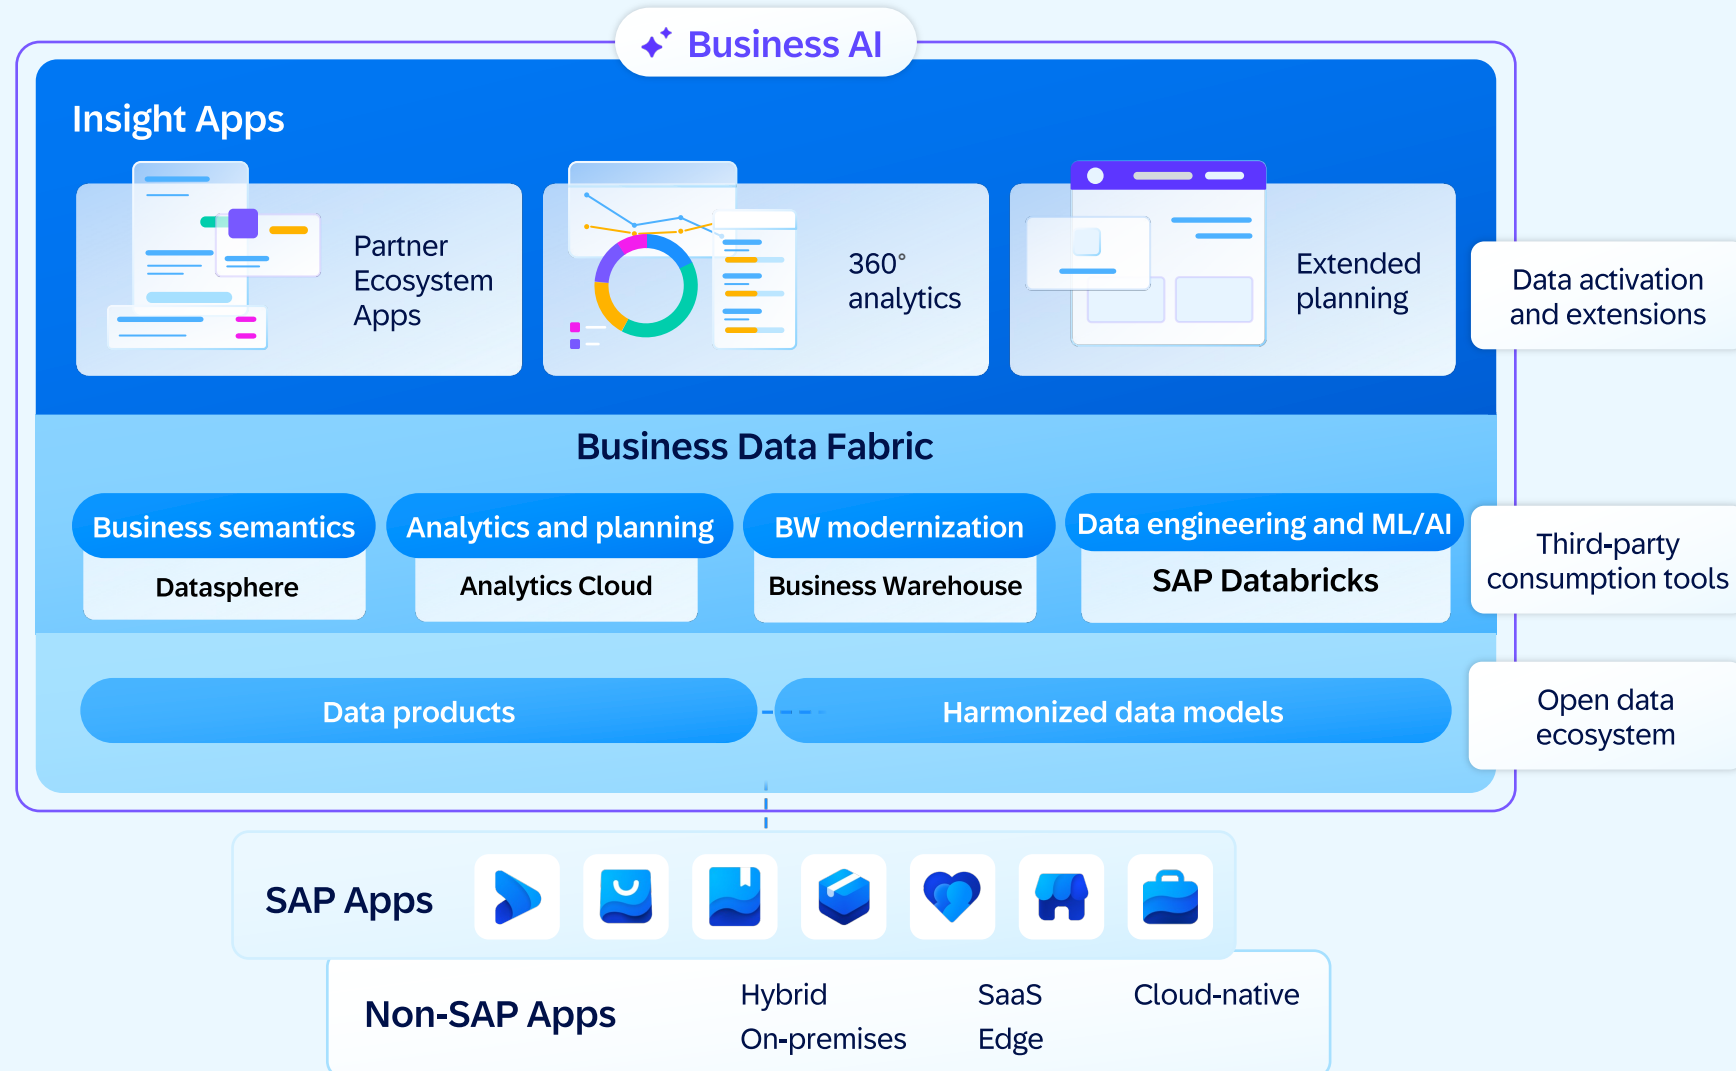 Business AI
Insight Apps
Partner
Ecosystem
Apps
360°
analytics
Extended
planning
Data activation
and extensions
Business Data Fabric
Business semantics
Datasphere
Analytics and planning
Analytics Cloud
BW modernization
Business Warehouse
Data engineering and ML/AI
SAP Databricks
Third-party
consumption tools
Data products
Harmonized data models
Open data
ecosystem
SAP Apps
Non-SAP Apps
Hybrid
SaaS
Cloud-native
On-premises
Edge